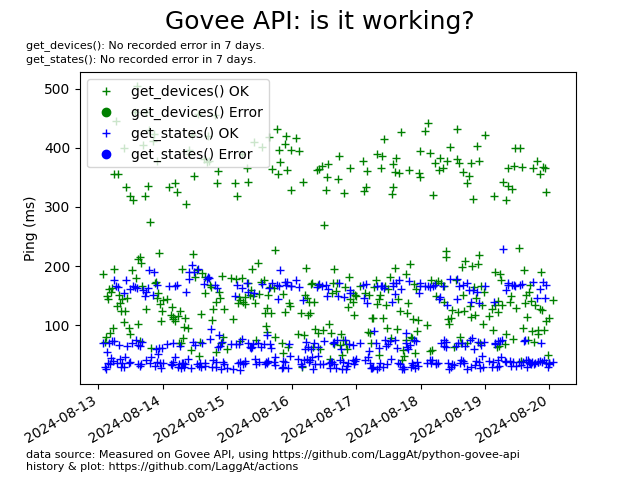 Govee API: is it working?
get_devices(): No recorded error in 7 days.
get_states(): No recorded error in 7 days.
get_devices() OK
get_devices() Error
get_states() OK
get_states() Error
Ping (ms)
500
400
300
200
100
2024-08-13
2024-08-14
2024-08-15
2024-08-16
2024-08-17
2024-08-18
2024-08-19
2024-08-20
data source: Measured on Govee API, using https://github.com/LaggAt/python-govee-api
history & plot: https://github.com/LaggAt/actions